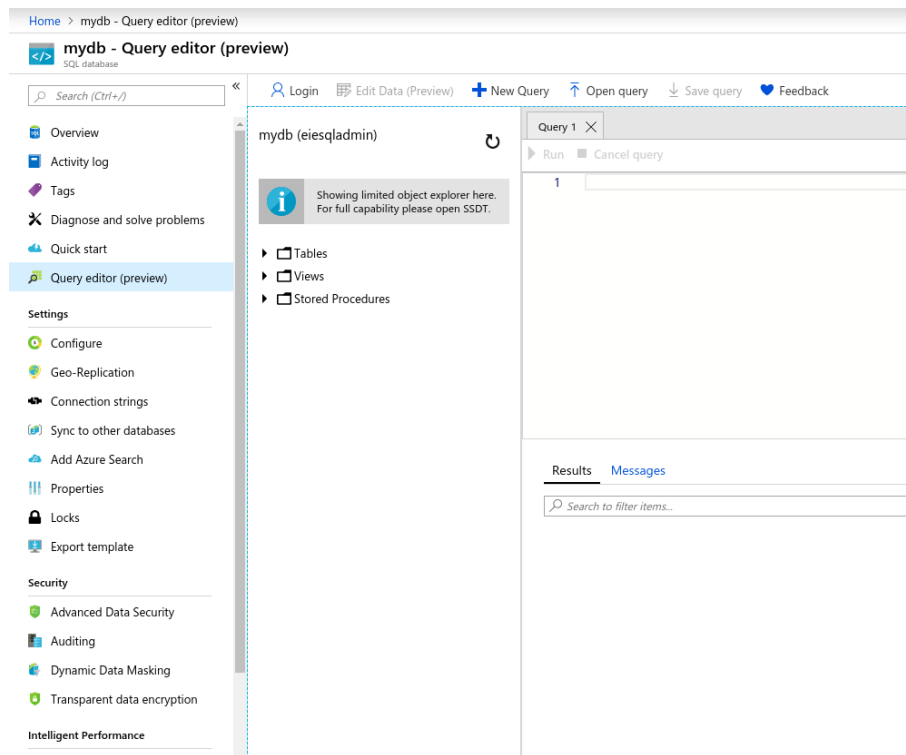 Home > mydb - Query editor (preview)
mydb - Query editor (preview)
SQL database
Search (Ctrl+/)
«
Overview
Activity log
Tags
Diagnose and solve problems
Quick start
Query editor (preview)
Settings
Configure
Geo-Replication
Connection strings
Sync to other databases
Add Azure Search
Properties
Locks
Export template
Security
Advanced Data Security
Auditing
Dynamic Data Masking
Transparent data encryption
Intelligent Performance
Login Edit Data (Preview) New Query Open query Save query Feedback
mydb (eiesqladmin)
Showing limited object explorer here.
For full capability please open SSDT.
Tables
Views
Stored Procedures
Query 1
Run Cancel query
1
Results Messages
Search to filter items...